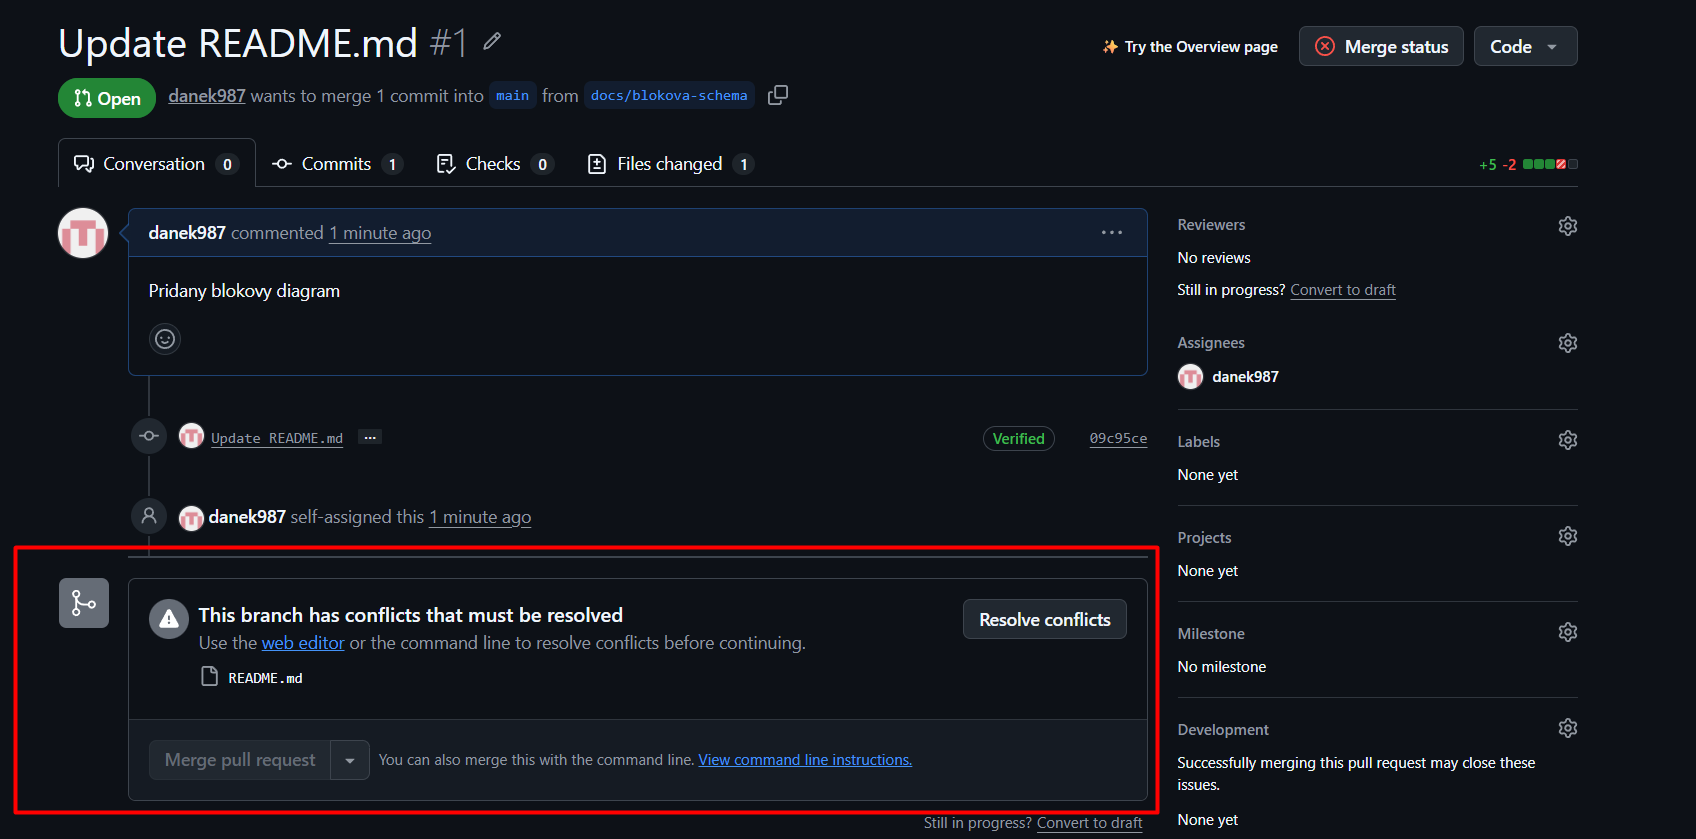 Update README.md #1
Try the Overview page
Merge status
Code
Open
danek987 wants to merge 1 commit into main from docs/blokova-schema
Conversation 0
Commits 1
Checks 0
Files changed 1
+5 -2
danek987 commented 1 minute ago
Pridany blokovy diagram
Update README.md ...
Verified
09c95ce
danek987 self-assigned this 1 minute ago
This branch has conflicts that must be resolved
Use the web editor or the command line to resolve conflicts before continuing.
README.md
Resolve conflicts
Merge pull request
You can also merge this with the command line. View command line instructions.
Still in progress? Convert to draft
Reviewers
No reviews
Still in progress? Convert to draft
Assignees
danek987
Labels
None yet
Projects
None yet
Milestone
No milestone
Development
Successfully merging this pull request may close these
issues.
None yet